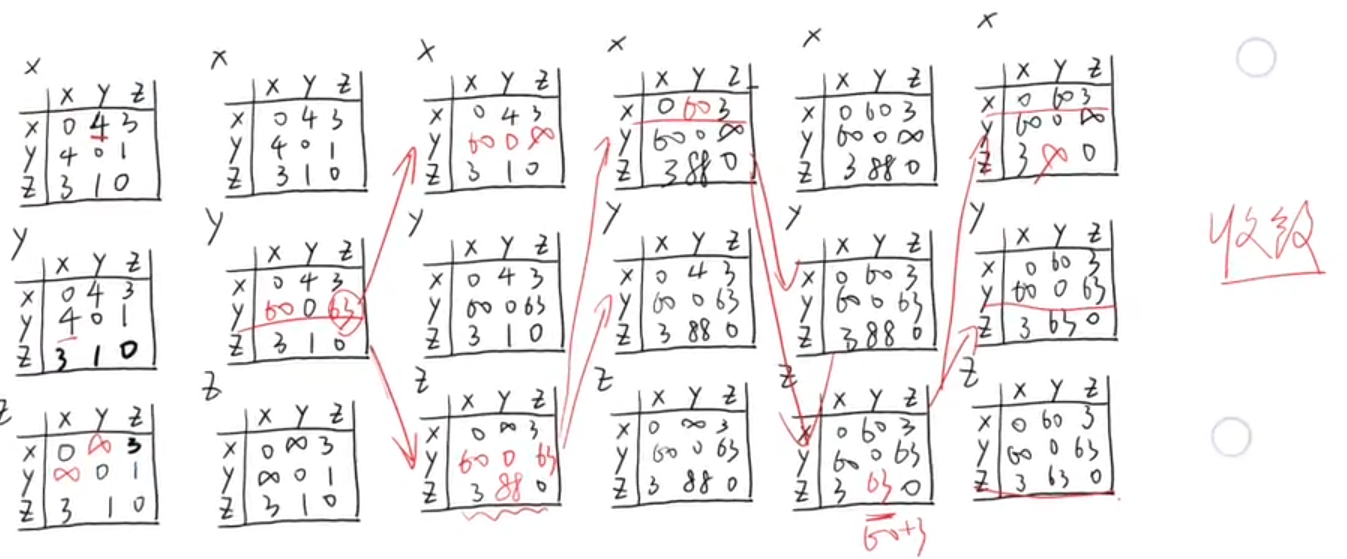 X
X Y Z
X 0 4 3
Y 4 0 1
Z 3 1 0
Y
X Y Z
X 0 4 3
Y 4 0 1
Z 3 1 0
Z
X Y Z
X 0 ∞ 3
Y ∞ 0 1
Z 3 1 0
X
X Y Z
X 0 4 3
Y 4 0 1
Z 3 1 0
Y
X Y Z
X 0 4 3
Y 60 0 63
Z 3 1 0
Z
X Y Z
X 0 ∞ 3
Y ∞ 0 1
Z 3 1 0
X
X Y Z
X 0 4 3
Y 60 0 ∞
Z 3 1 0
Y
X Y Z
X 0 4 3
Y 60 0 63
Z 3 1 0
Z
X Y Z
X 0 ∞ 3
Y 60 0 63
Z 3 88 0
X
X Y Z
X 0 60 3
Y 60 0 ∞
Z 3 88 0
Y
X Y Z
X 0 4 3
Y 60 0 63
Z 3 88 0
Z
X Y Z
X 0 ∞ 3
Y 60 0 63
Z 3 88 0
X
X Y Z
X 0 60 3
Y 60 0 ∞
Z 3 88 0
Y
X Y Z
X 0 60 3
Y 60 0 63
Z 3 88 0
Z
X Y Z
X 0 60 3
Y 60 0 63
Z 3 63 0
60+3
X
X Y Z
X 0 60 3
Y 60 0 ∞
Z 3 ∞ 0
Y
X Y Z
X 0 60 3
Y 60 0 63
Z 3 63 0
Z
X Y Z
X 0 60 3
Y 60 0 63
Z 3 63 0
收敛